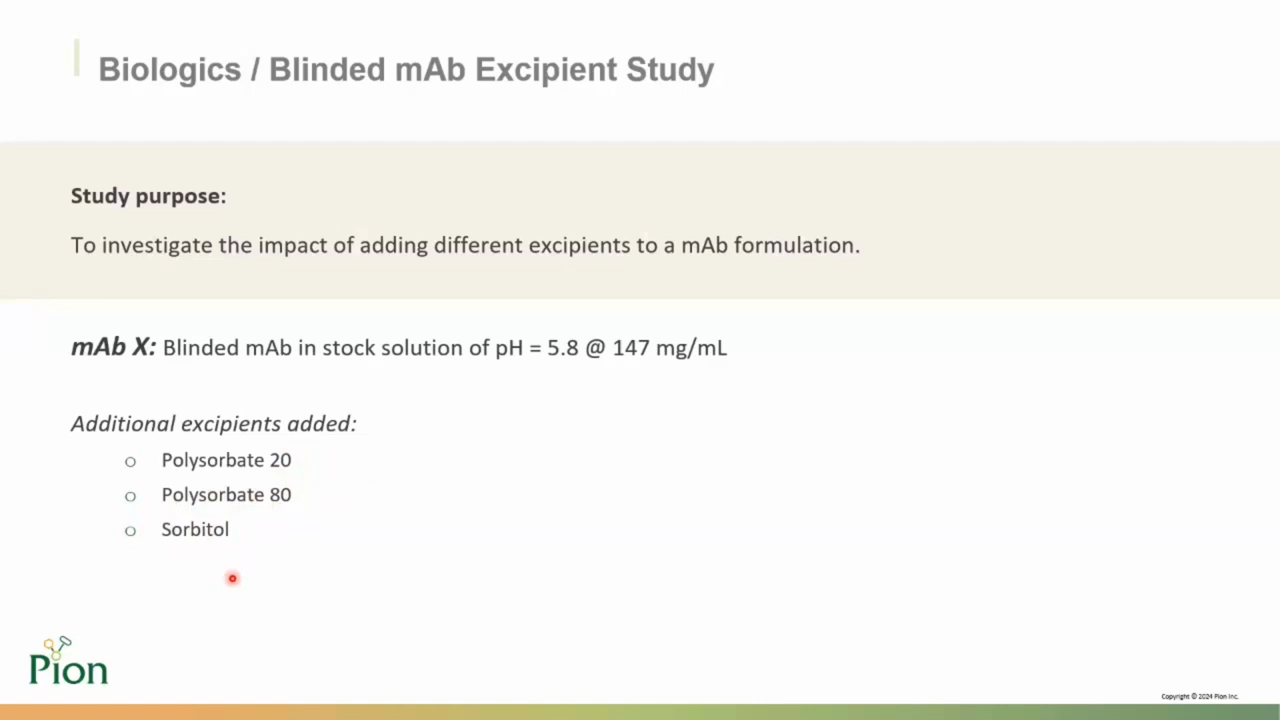 Biologics / Blinded mAb Excipient Study
Study purpose:
To investigate the impact of adding different excipients to a mAb formulation.
mAb X: Blinded mAb in stock solution of pH = 5.8 @ 147 mg/mL
Additional excipients added:
o Polysorbate 20
o Polysorbate 80
o Sorbitol
Pion
Copyright © 2024 Pion Inc.